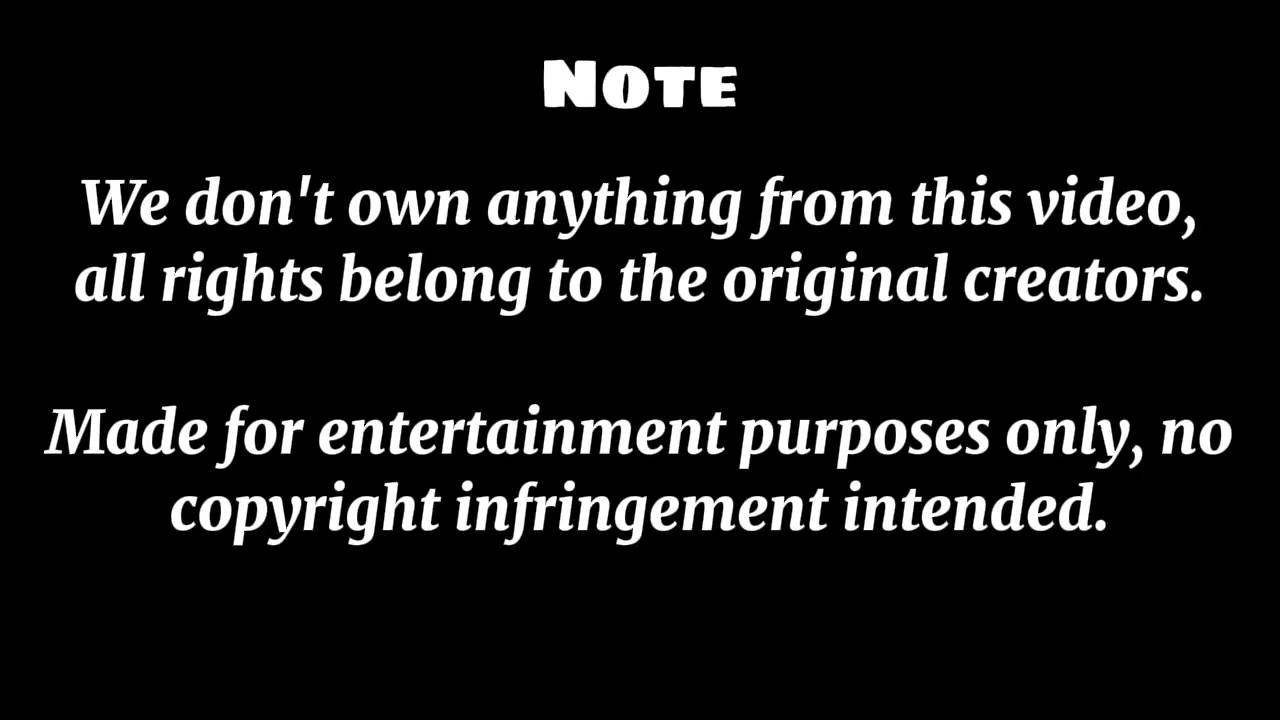 NOTE
We don't own anything from this video,
all rights belong to the original creators.
Made for entertainment purposes only, no
copyright infringement intended.